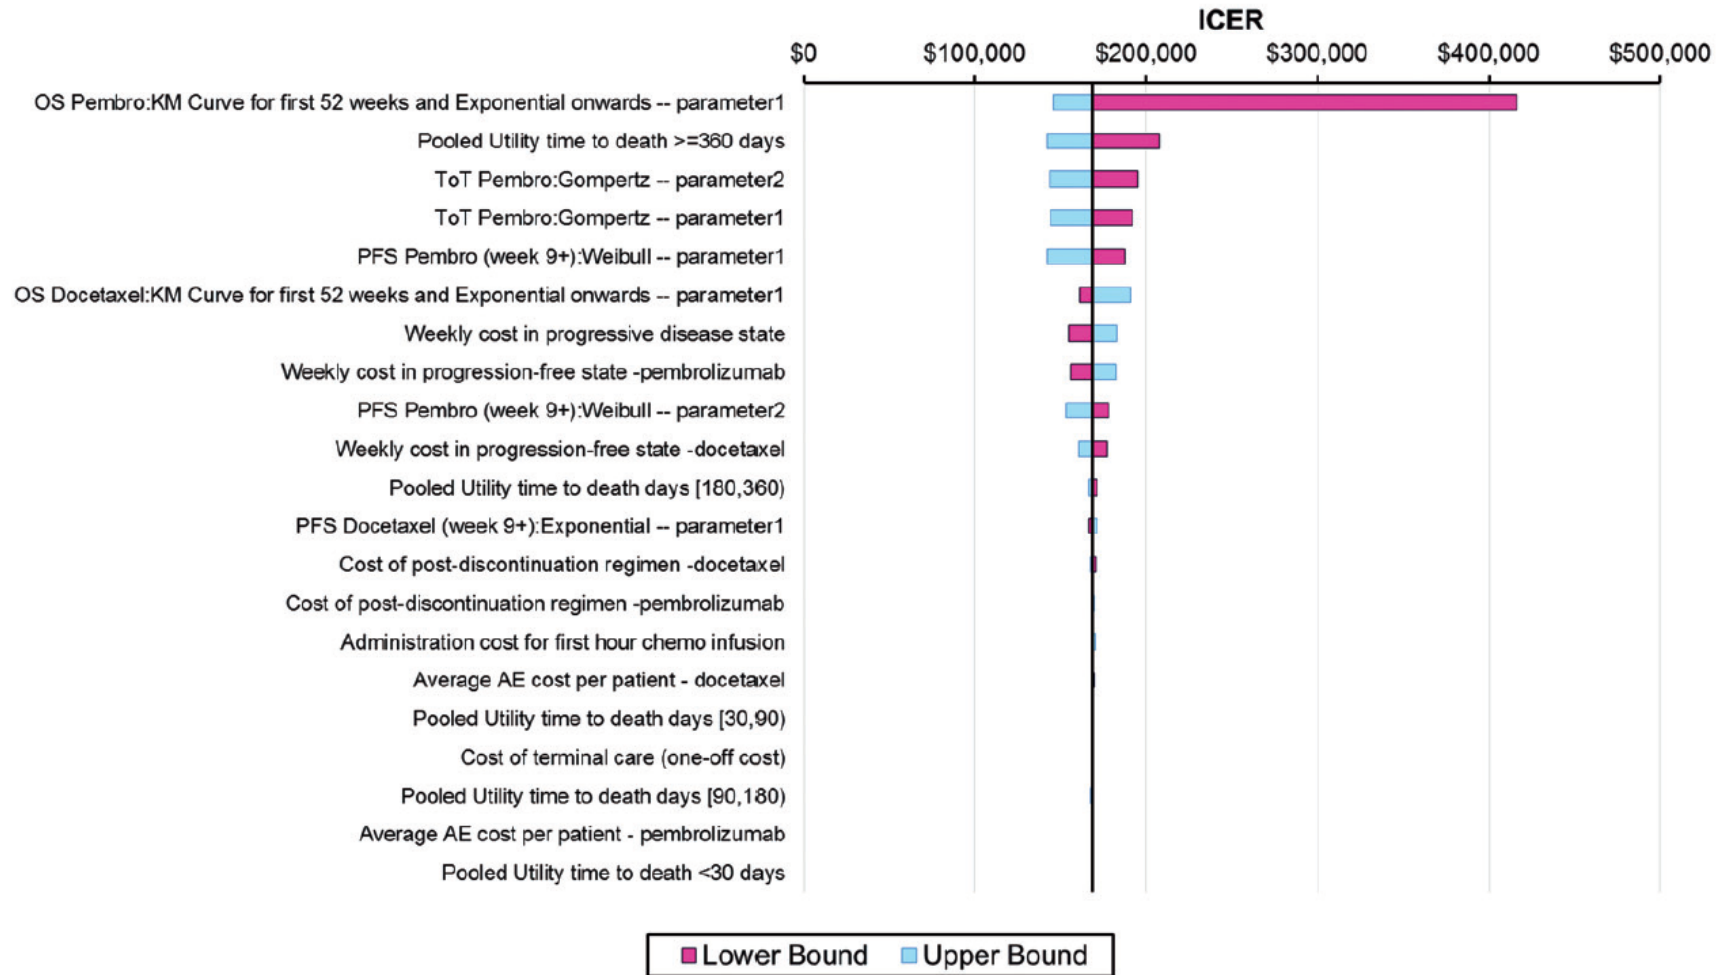 ICER
$0 $100,000 $200,000 $300,000 $400,000 $500,000
OS Pembro:KM Curve for first 52 weeks and Exponential onwards -- parameter1
Pooled Utility time to death >=360 days
ToT Pembro:Gompertz -- parameter2
ToT Pembro:Gompertz -- parameter1
PFS Pembro (week 9+):Weibull -- parameter1
OS Docetaxel:KM Curve for first 52 weeks and Exponential onwards -- parameter1
Weekly cost in progressive disease state
Weekly cost in progression-free state -pembrolizumab
PFS Pembro (week 9+):Weibull -- parameter2
Weekly cost in progression-free state -docetaxel
Pooled Utility time to death days [180,360)
PFS Docetaxel (week 9+):Exponential -- parameter1
Cost of post-discontinuation regimen -docetaxel
Cost of post-discontinuation regimen -pembrolizumab
Administration cost for first hour chemo infusion
Average AE cost per patient - docetaxel
Pooled Utility time to death days [30,90)
Cost of terminal care (one-off cost)
Pooled Utility time to death days [90,180)
Average AE cost per patient - pembrolizumab
Pooled Utility time to death <30 days
Lower Bound Upper Bound